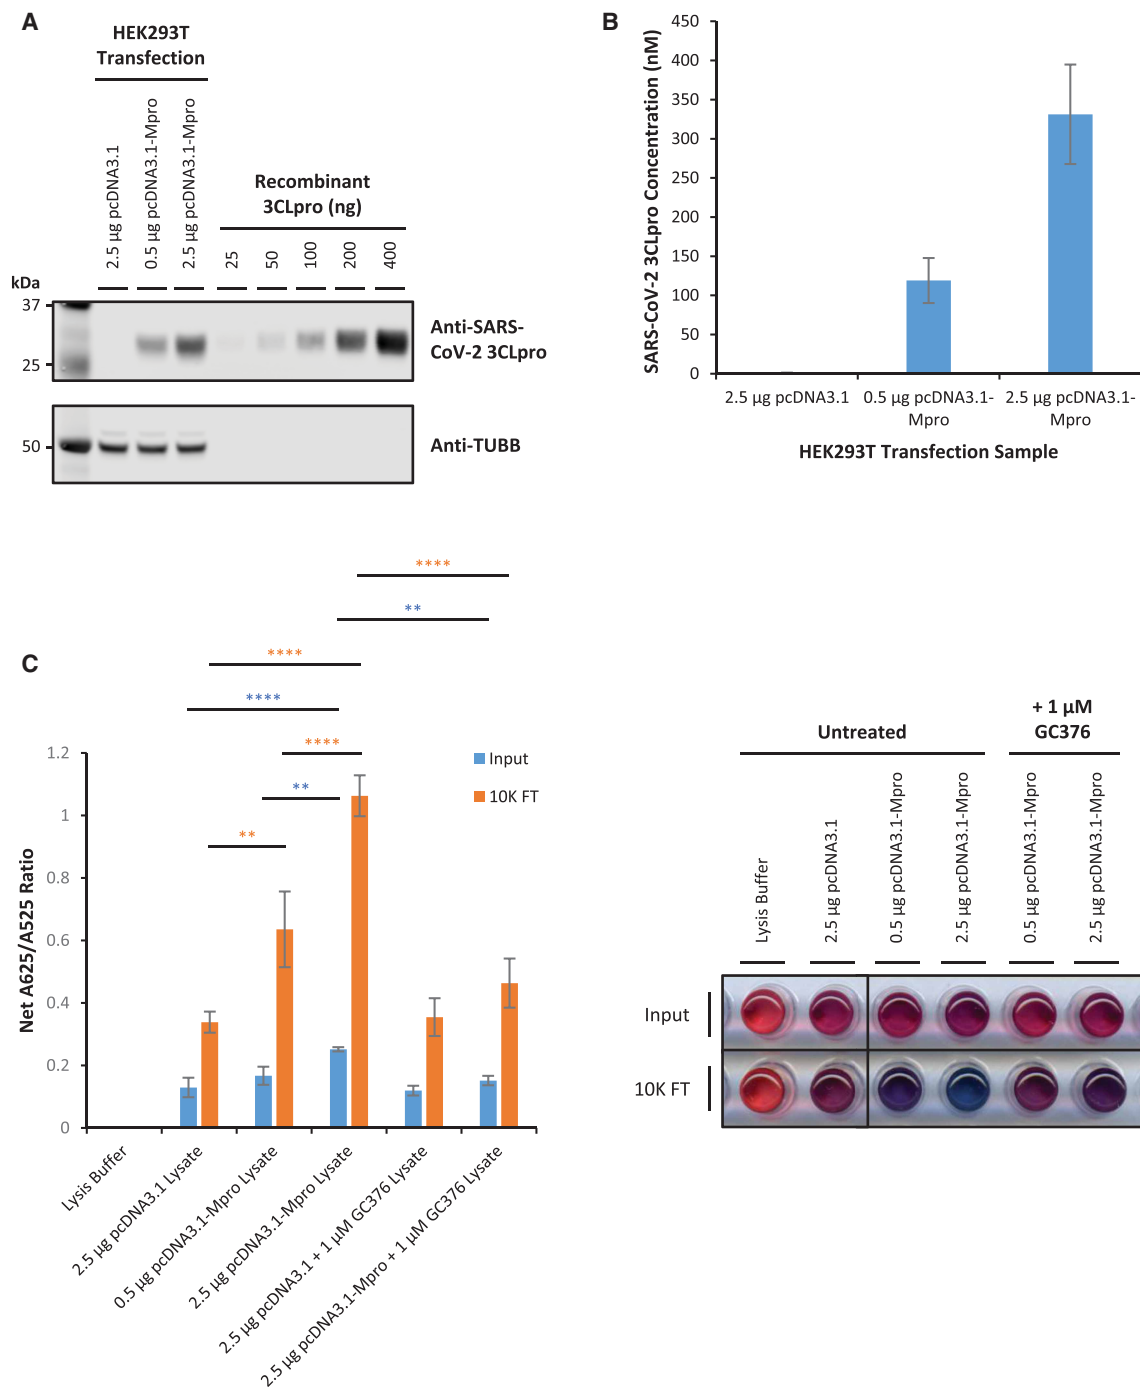 A
HEK293T
Transfection
2.5 µg pcDNA3.1
0.5 µg pcDNA3.1-Mpro
2.5 µg pcDNA3.1-Mpro
Recombinant
3CLpro (ng)
25
50
100
200
400
kDa
37
25
Anti-SARS-
CoV-2 3CLpro
50
Anti-TUBB
B
SARS-CoV-2 3CLpro Concentration (nM)
450
400
350
300
250
200
150
100
50
0
2.5 µg pcDNA3.1
0.5 µg pcDNA3.1-
Mpro
2.5 µg pcDNA3.1-
Mpro
HEK293T Transfection Sample
C
****
**
****
****
****
**
**
Input
10K FT
Net A625/A525 Ratio
1.2
1
0.8
0.6
0.4
0.2
0
Lysis Buffer
2.5 µg pcDNA3.1 Lysate
0.5 µg pcDNA3.1-Mpro Lysate
2.5 µg pcDNA3.1-Mpro Lysate
2.5 µg pcDNA3.1 + 1 µM GC376 Lysate
2.5 µg pcDNA3.1-Mpro + 1 µM GC376 Lysate
Untreated
+ 1 µM
GC376
Lysis Buffer
2.5 µg pcDNA3.1
0.5 µg pcDNA3.1-Mpro
2.5 µg pcDNA3.1-Mpro
0.5 µg pcDNA3.1-Mpro
2.5 µg pcDNA3.1-Mpro
Input
10K FT